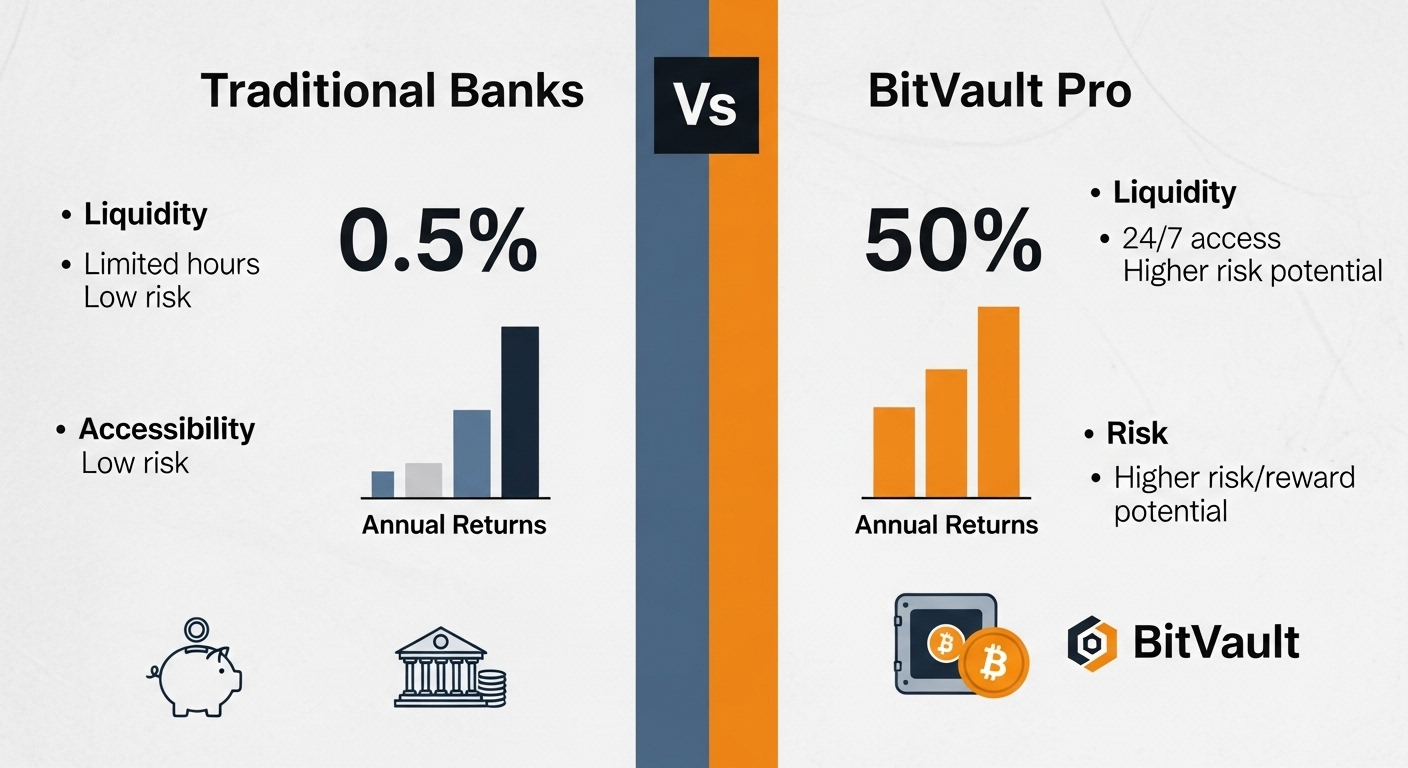 Traditional Banks
Vs
BitVault Pro
• Liquidity
• Limited hours
Low risk
0.5%
• Accessibility
Low risk
Annual Returns
50%
• Liquidity
• 24/7 access
Higher risk potential
Annual Returns
• Risk
• Higher risk/reward
potential
BitVault